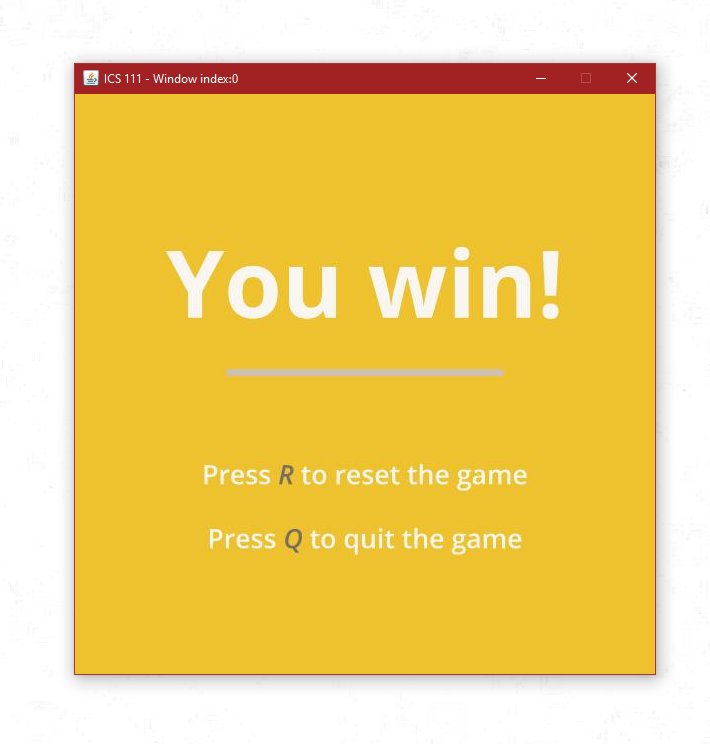 ICS 111 - Window index:0
You win!
Press R to reset the game
Press Q to quit the game